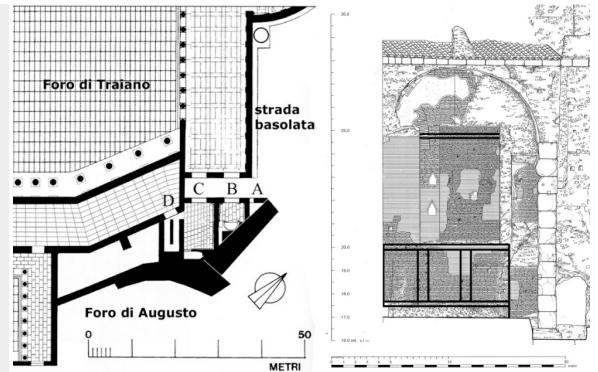 Foro di Traiano
strada
basolata
C B A
D
Foro di Augusto
0 50
METRI
30.0
25.0
20.0
19.0
18.0
17.0